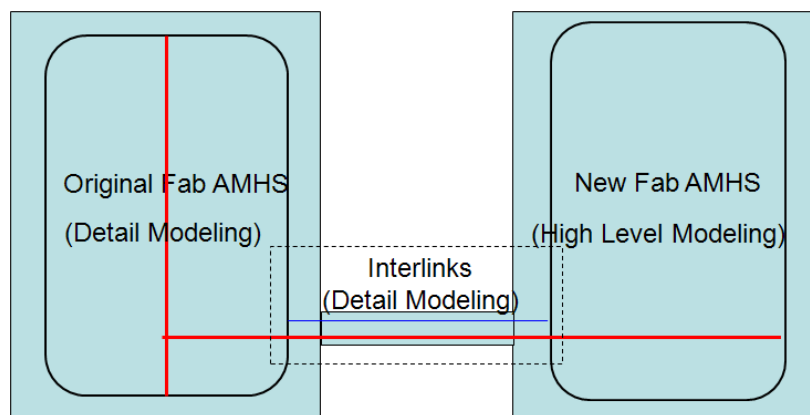 Original Fab AMHS
(Detail Modeling)
New Fab AMHS
(High Level Modeling)
Interlinks
(Detail Modeling)